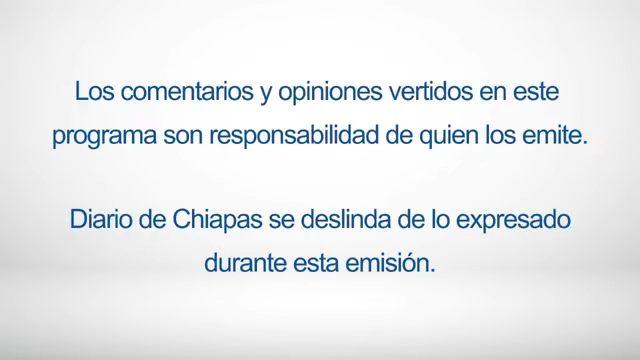 Los comentarios y opiniones vertidos en este
programa son responsabilidad de quien los emite.
Diario de Chiapas se deslinda de lo expresado
durante esta emisión.